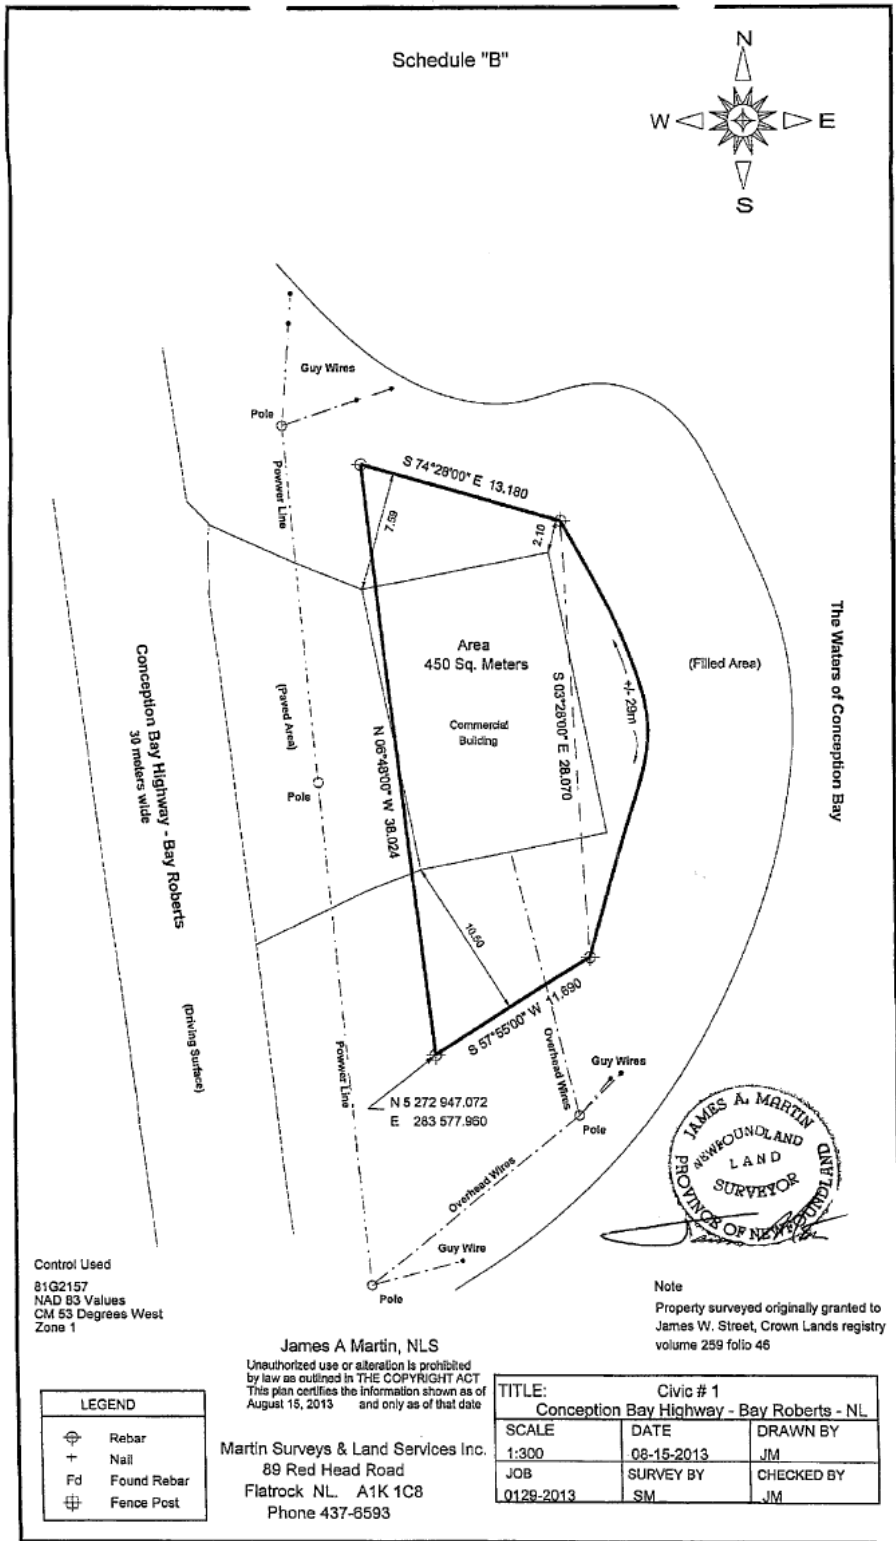 Schedule "B"
N
W
E
S
Guy Wires
Pole
Powwer Line
S 74°28'00" E 13.180
7.59
2.10
Area
450 Sq. Meters
Commercial
Building
(Filled Area)
The Waters of Conception Bay
+/- 29m
S 03°28'00" E 28.070
N 06°48'00" W 38.024
Conception Bay Highway - Bay Roberts
30 meters wide
(Paved Area)
Pole
10.50
S 57°55'00" W 11.690
(Driving Surface)
Powwer Line
Overhead Wires
Guy Wires
N 5 272 947.072
E 283 577.960
Pole
Overhead Wires
Guy Wire
Pole
JAMES A. MARTIN
NEWFOUNDLAND
LAND
SURVEYOR
PROVINCE OF NEWFOUNDLAND
Control Used
81G2157
NAD 83 Values
CM 53 Degrees West
Zone 1
Note
Property surveyed originally granted to
James W. Street, Crown Lands registry
volume 259 folio 46
James A Martin, NLS
Unauthorized use or alteration is prohibited
by law as outlined in THE COPYRIGHT ACT
This plan certifies the information shown as of
August 15, 2013 and only as of that date
LEGEND
Rebar
Nail
Fd Found Rebar
Fence Post
Martin Surveys & Land Services Inc.
89 Red Head Road
Flatrock NL. A1K 1C8
Phone 437-6593
TITLE: Civic # 1
Conception Bay Highway - Bay Roberts - NL
SCALE DATE DRAWN BY
1:300 08-15-2013 JM
JOB SURVEY BY CHECKED BY
0129-2013 SM JM